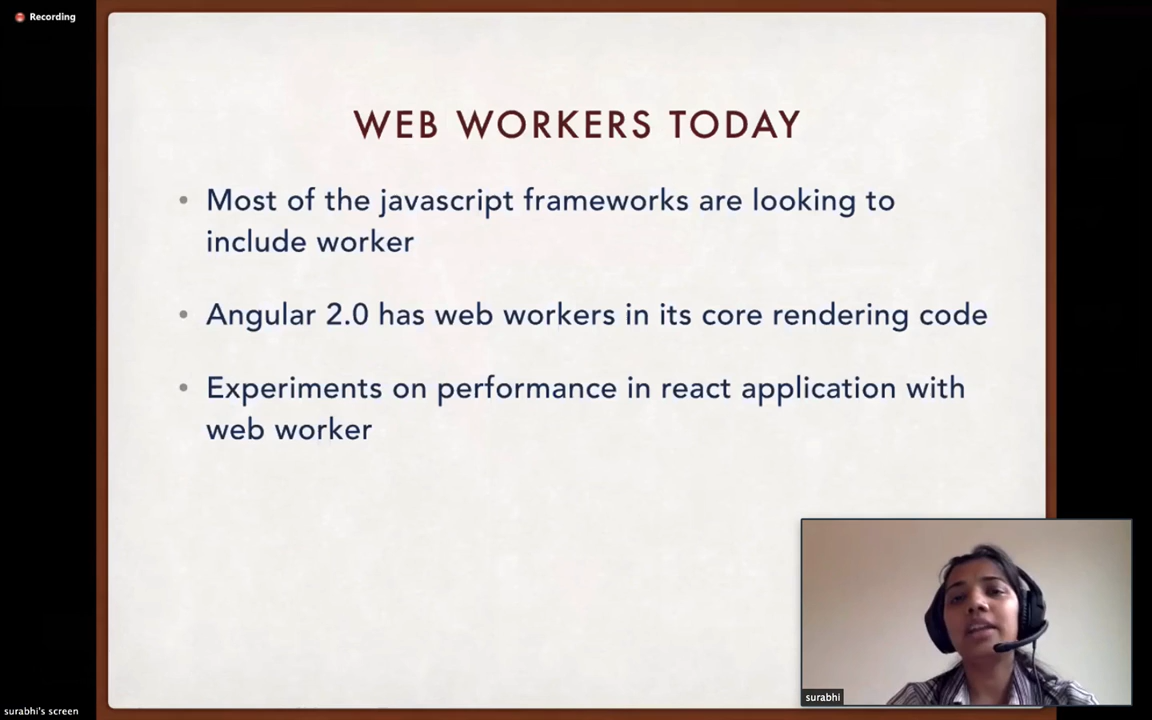 Recording
WEB WORKERS TODAY
• Most of the javascript frameworks are looking to
include worker
• Angular 2.0 has web workers in its core rendering code
• Experiments on performance in react application with
web worker
surabhi
surabhi's screen